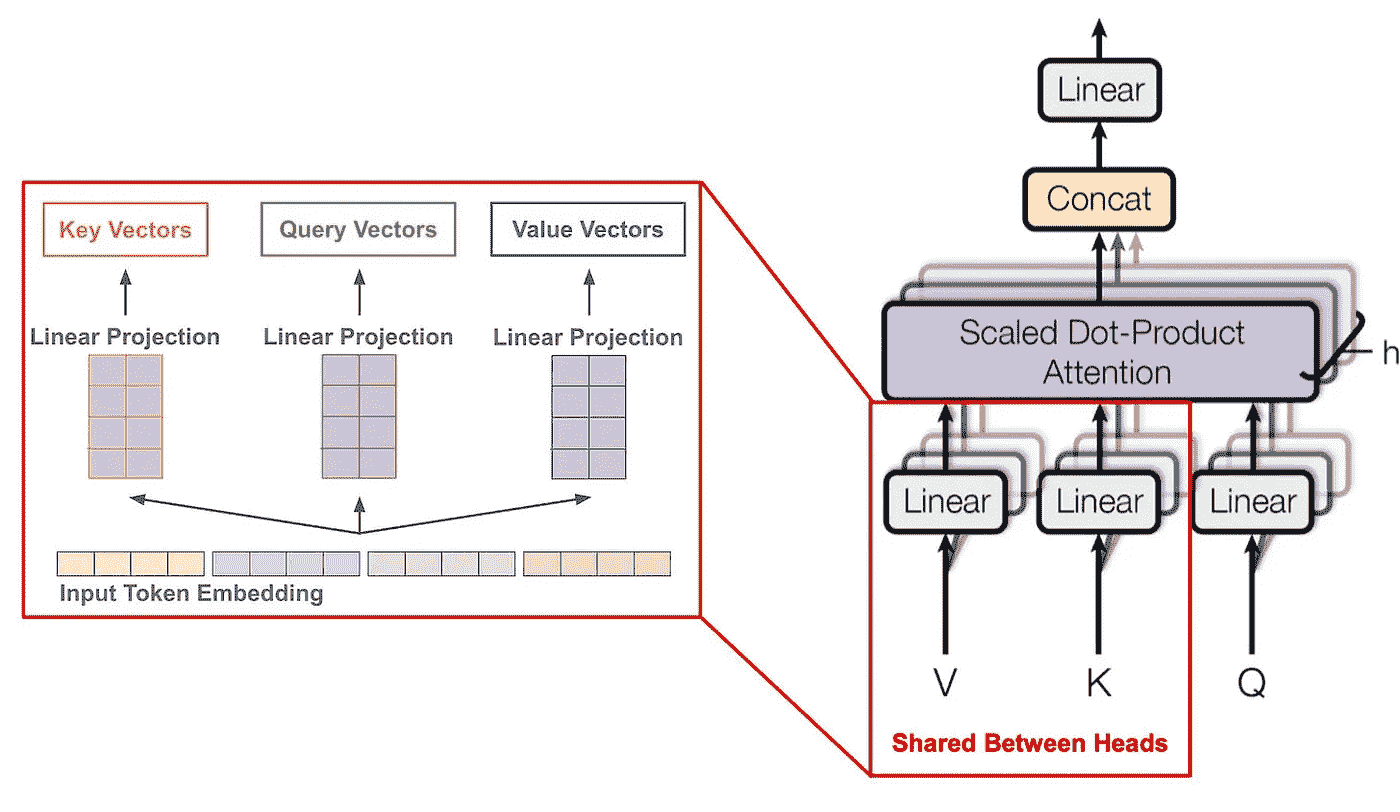 Key Vectors
Query Vectors
Value Vectors
Linear Projection
Linear Projection
Linear Projection
Input Token Embedding
Linear
Concat
Scaled Dot-Product
Attention
h
Linear
Linear
Linear
V
K
Q
Shared Between Heads